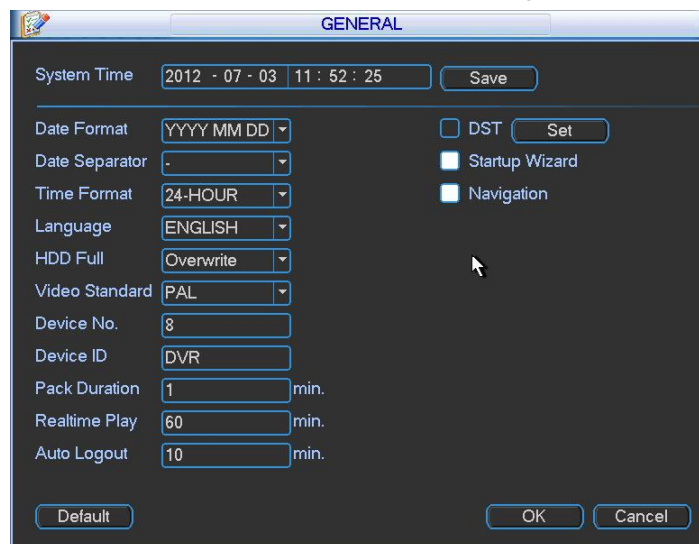 GENERAL
System Time 2012 - 07 - 03 11 : 52 : 25 Save
Date Format YYYY MM DD DST Set
Date Separator - Startup Wizard
Time Format 24-HOUR Navigation
Language ENGLISH
HDD Full Overwrite
Video Standard PAL
Device No. 8
Device ID DVR
Pack Duration 1 min.
Realtime Play 60 min.
Auto Logout 10 min.
Default OK Cancel